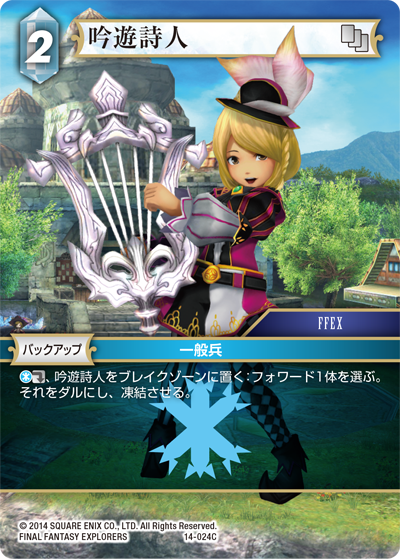 2
吟遊詩人
FFEX
バックアップ
一般兵
氷、吟遊詩人をブレイクゾーンに置く：フォワード1体を選ぶ。
それをダルにし、凍結させる。
© 2014 SQUARE ENIX CO., LTD. All Rights Reserved.
FINAL FANTASY EXPLORERS
14-024C